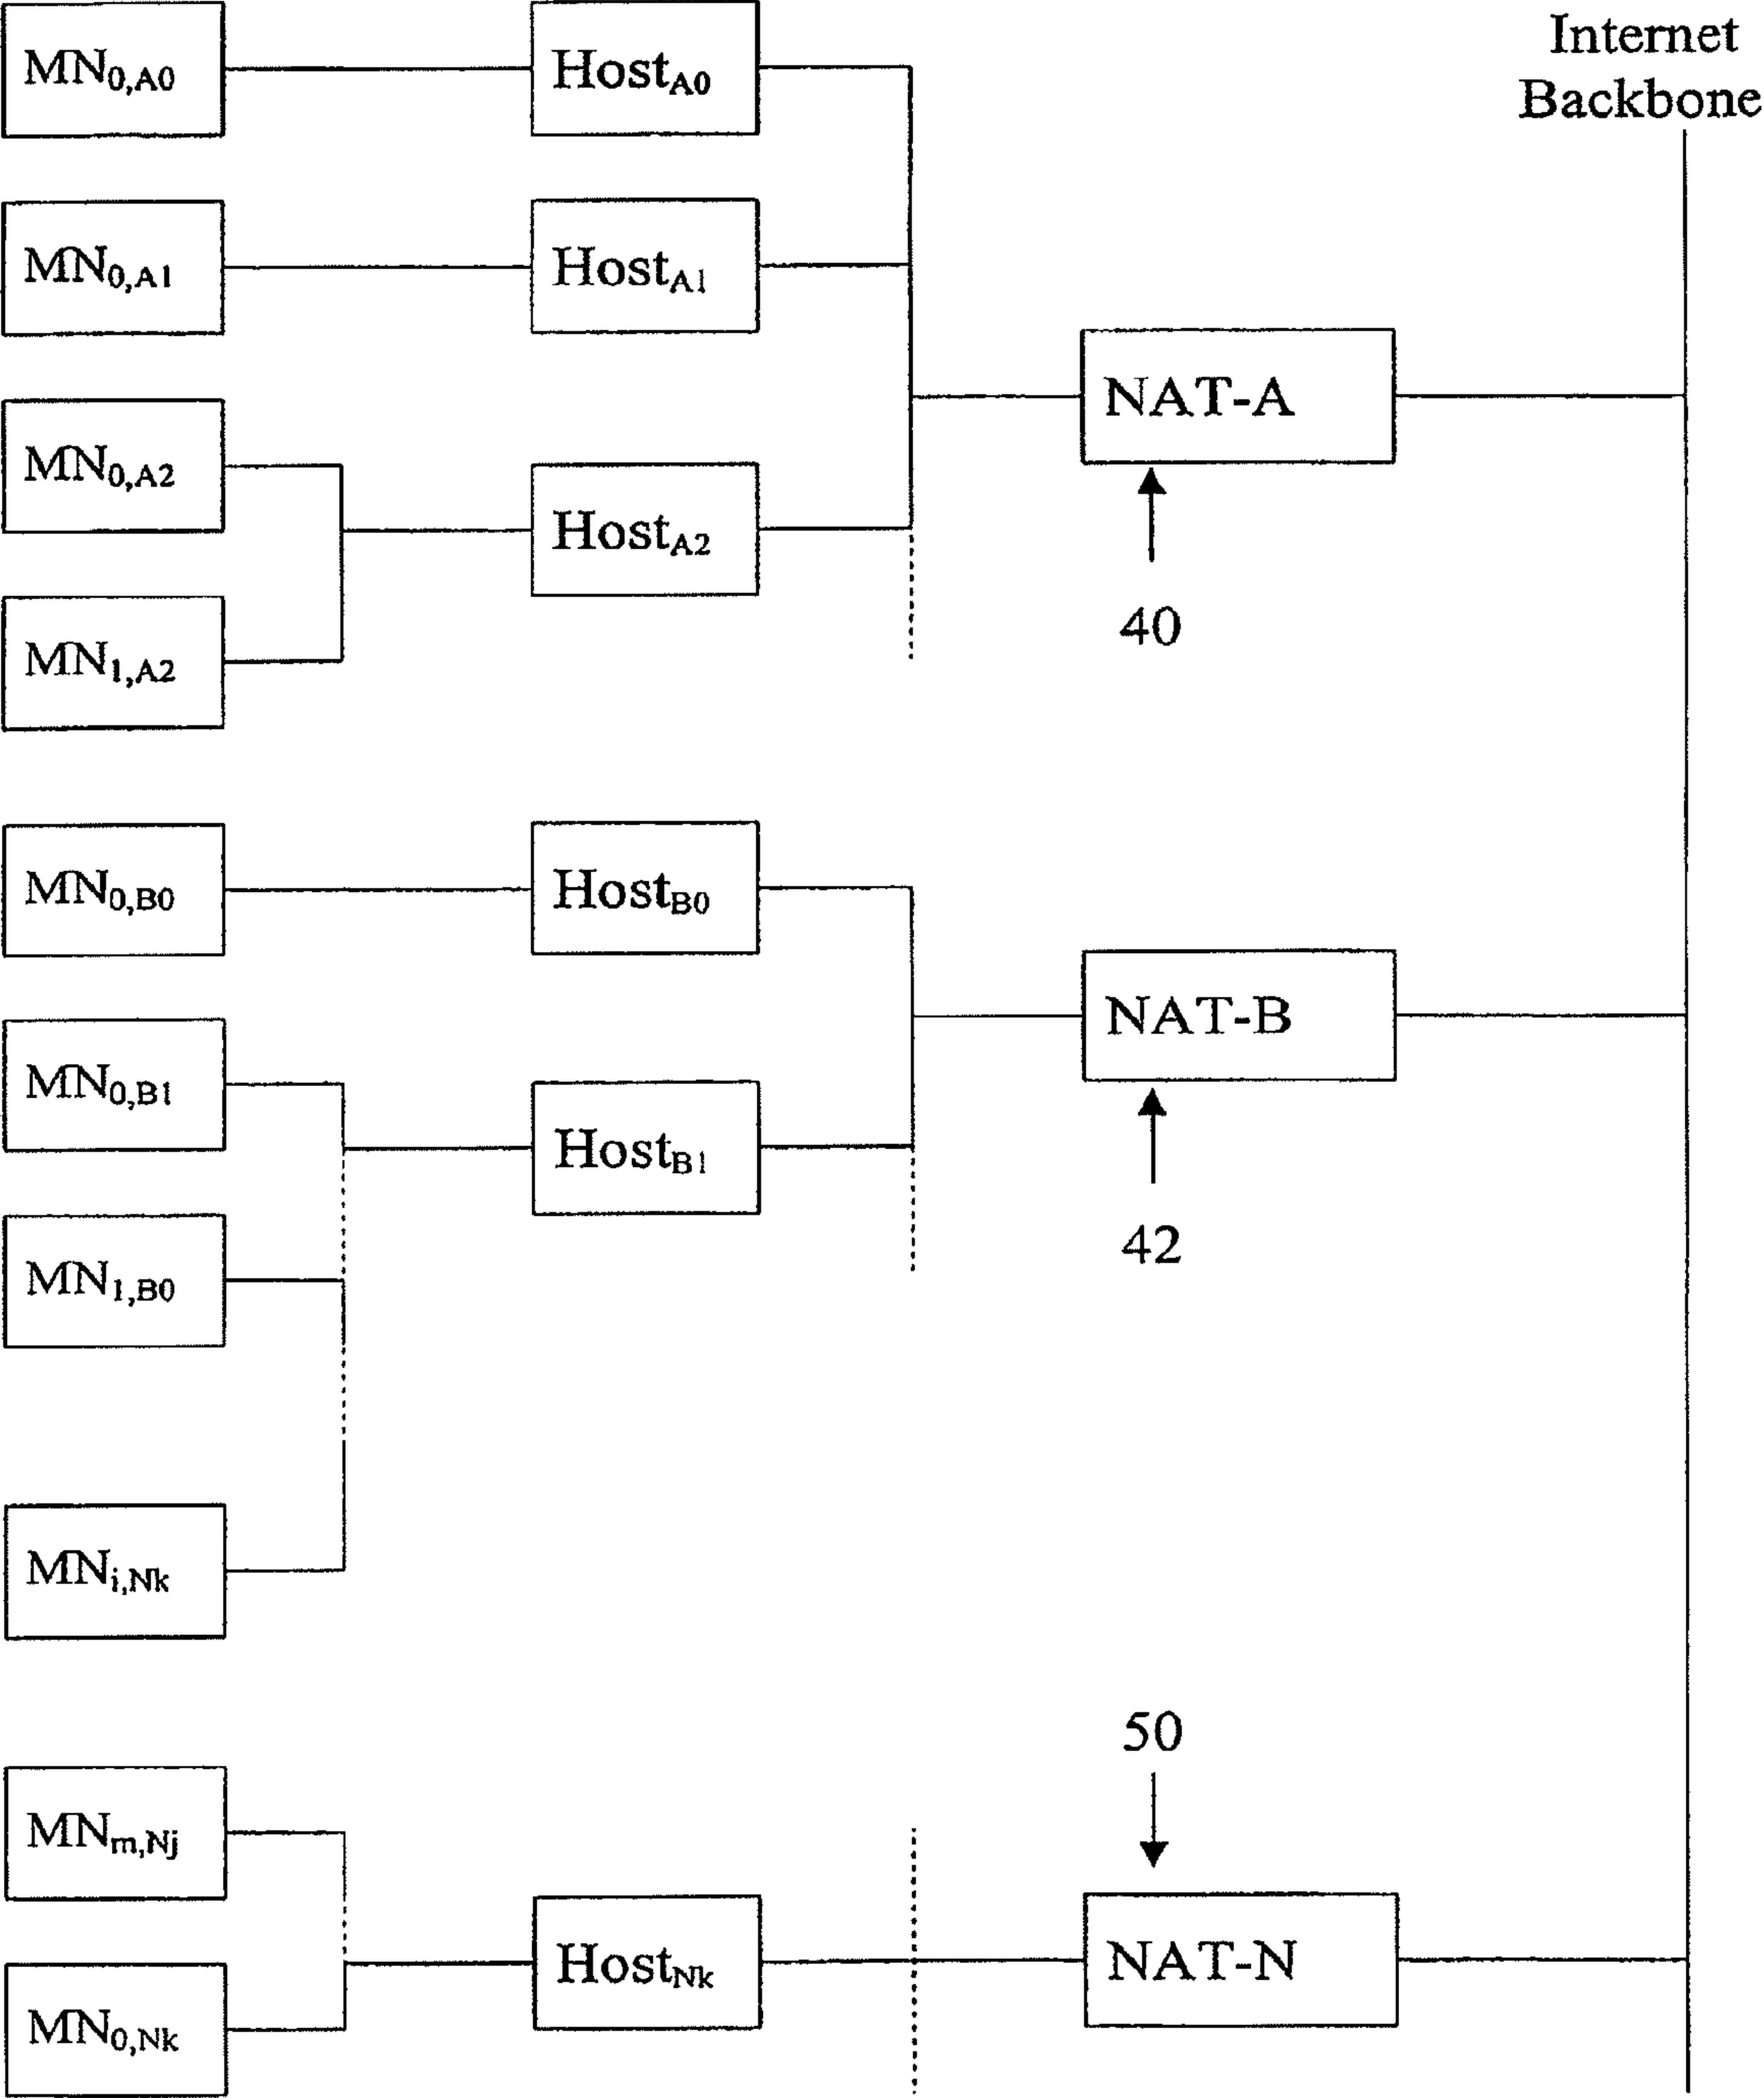 Internet
Backbone
MN0,A0
HostA0
MN0,A1
HostA1
NAT-A
MN0,A2
HostA2
40
MN1,A2
MN0,B0
HostB0
NAT-B
MN0,B1
HostB1
42
MN1,B0
MNi,Nk
50
MNm,Nj
HostNk
NAT-N
MN0,Nk